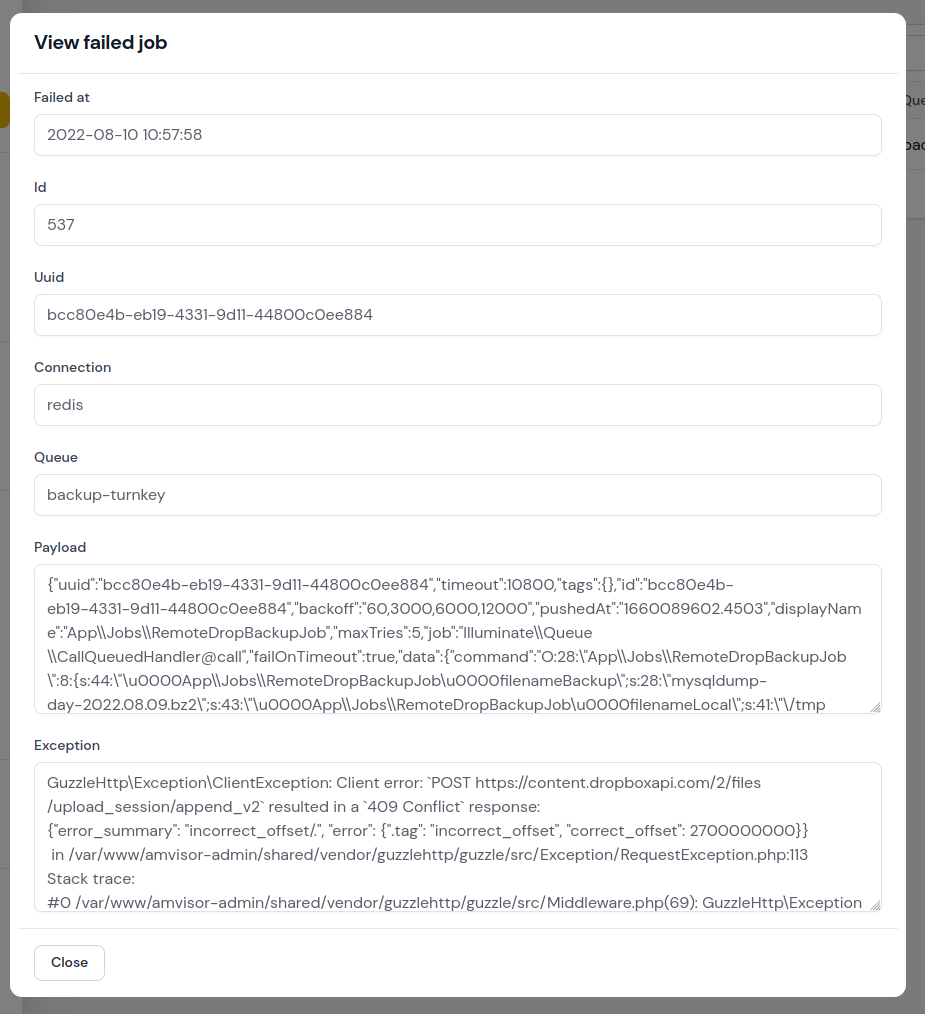 View failed job
Failed at
2022-08-10 10:57:58
Id
537
Uuid
bcc80e4b-eb19-4331-9d11-44800c0ee884
Connection
redis
Queue
backup-turnkey
Payload
{"uuid":"bcc80e4b-eb19-4331-9d11-44800c0ee884","timeout":10800,"tags":{},"id":"bcc80e4b-
eb19-4331-9d11-44800c0ee884","backoff":"60,3000,6000,12000","pushedAt":"1660089602.4503","displayNam
e":"App\\Jobs\\RemoteDropBackupJob","maxTries":5,"job":"Illuminate\\Queue
\\CallQueuedHandler@call","failOnTimeout":true,"data":{"command":"O:28:\"App\\Jobs\\RemoteDropBackupJob
\":8:{s:44:\"\u0000App\\Jobs\\RemoteDropBackupJob\u0000filenameBackup\";s:28:\"mysqldump-
day-2022.08.09.bz2\";s:43:\"\u0000App\\Jobs\\RemoteDropBackupJob\u0000filenameLocal\";s:41:\"\/tmp
Exception
GuzzleHttp\Exception\ClientException: Client error: `POST https://content.dropboxapi.com/2/files
/upload_session/append_v2` resulted in a `409 Conflict` response:
{"error_summary": "incorrect_offset/.", "error": {".tag": "incorrect_offset", "correct_offset": 2700000000}}
in /var/www/amvisor-admin/shared/vendor/guzzlehttp/guzzle/src/Exception/RequestException.php:113
Stack trace:
#0 /var/www/amvisor-admin/shared/vendor/guzzlehttp/guzzle/src/Middleware.php(69): GuzzleHttp\Exception
Close